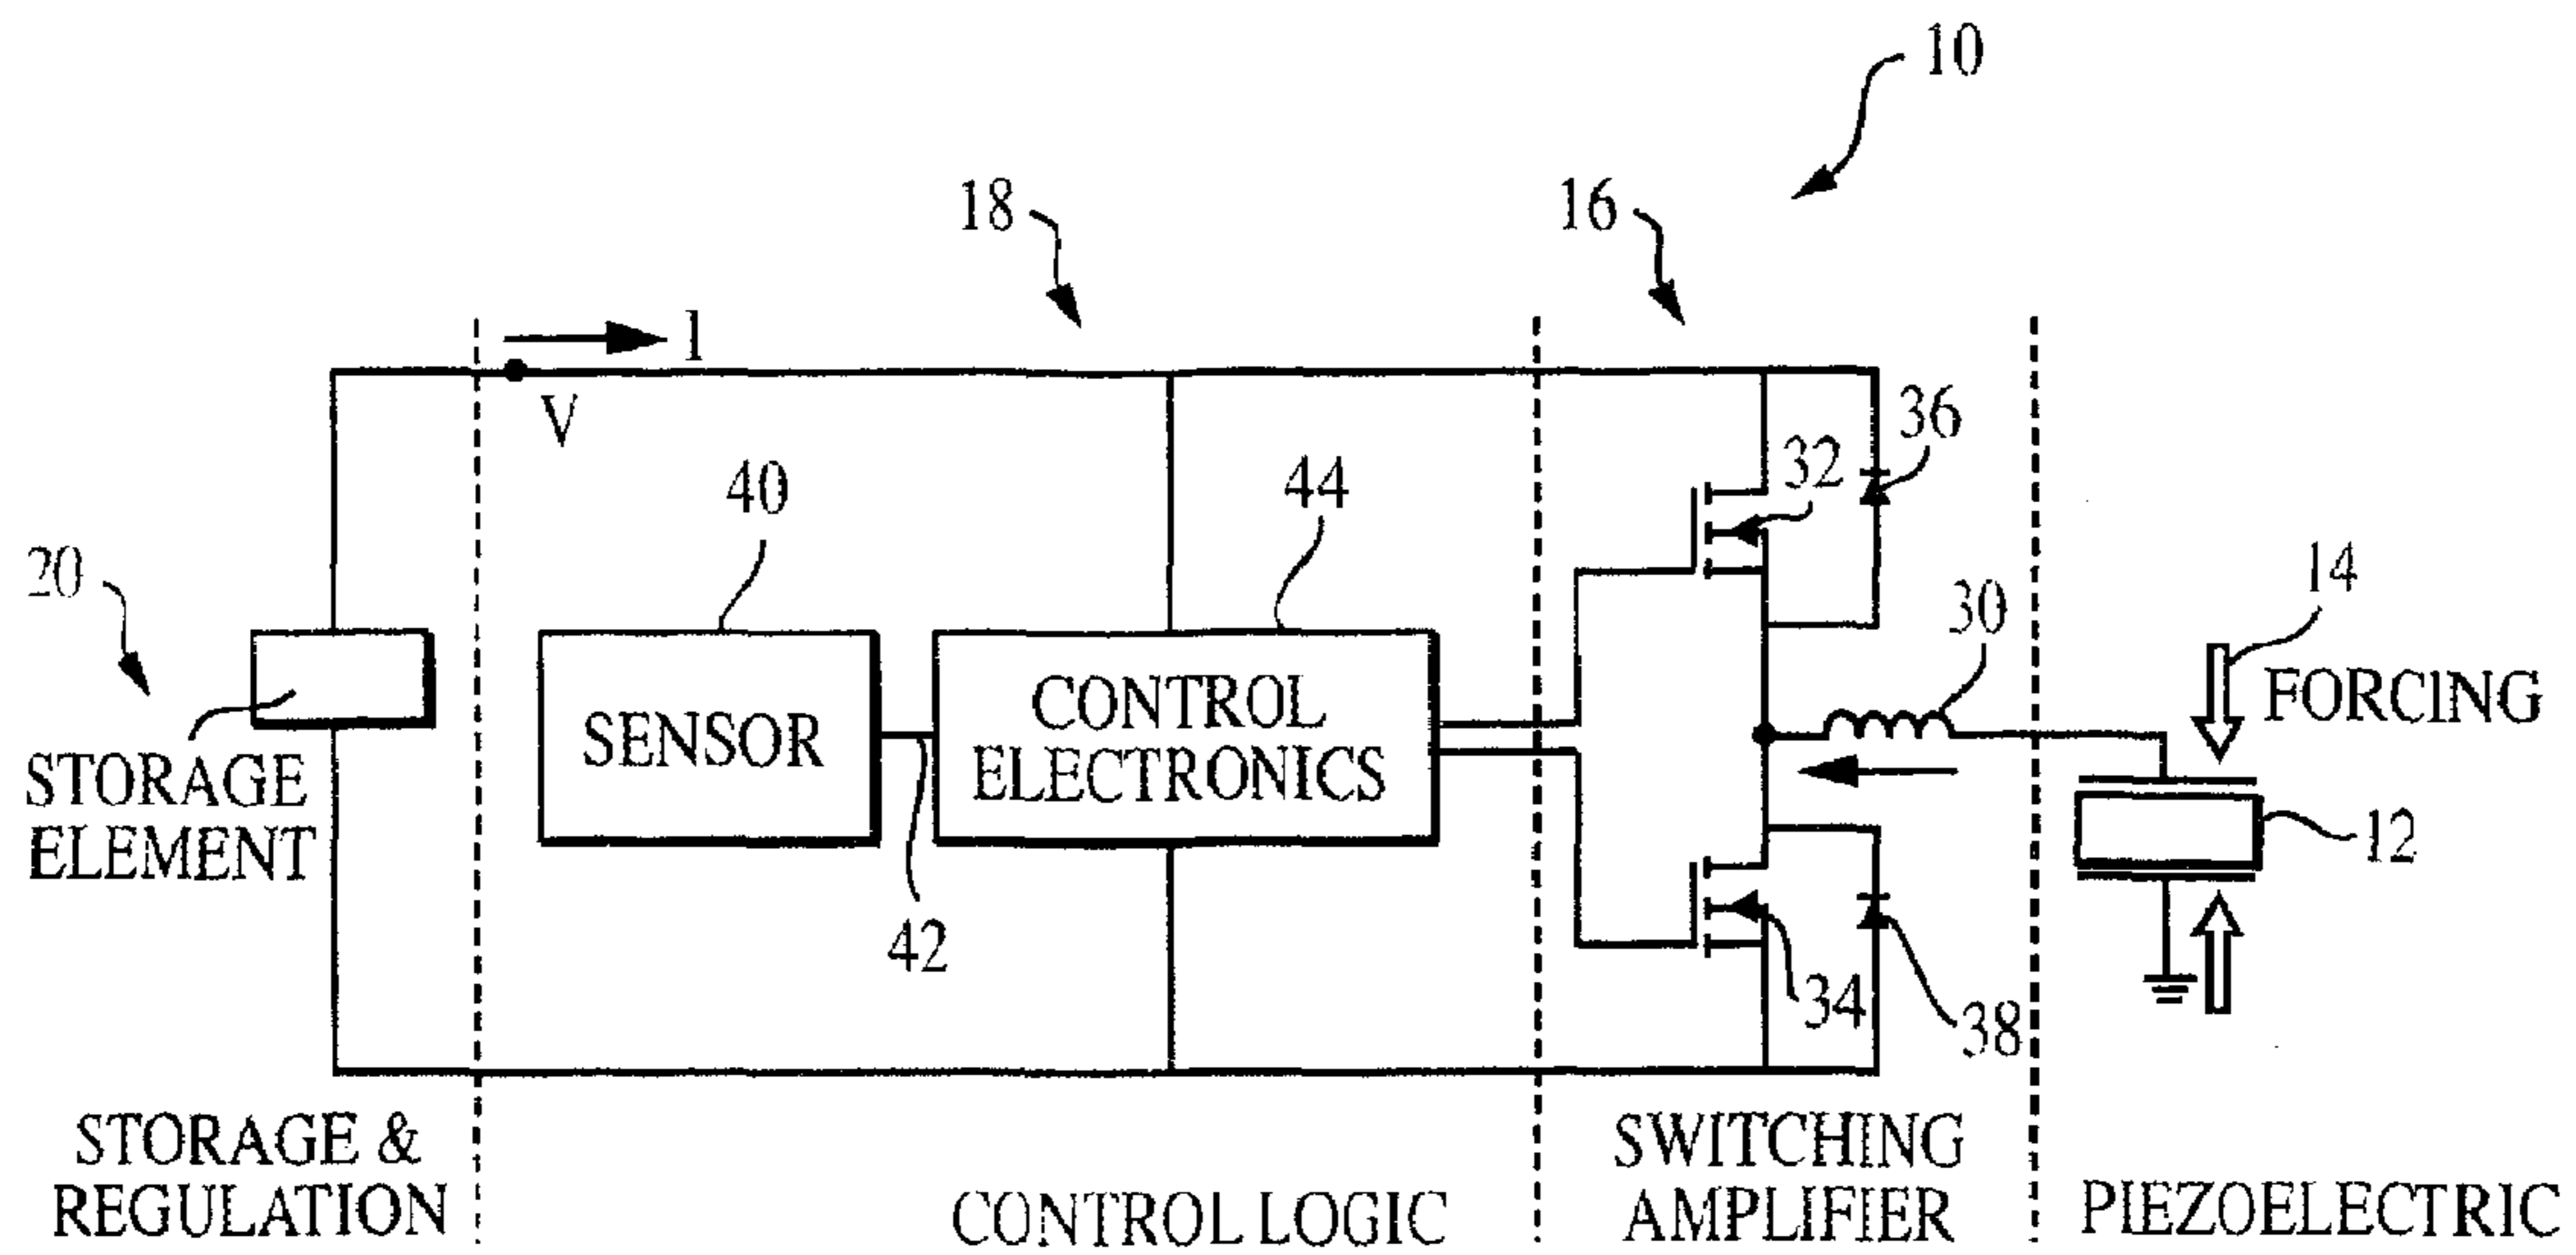 10
18
16
I
V
36
32
40
44
20
14
30
FORCING
CONTROL
ELECTRONICS
SENSOR
STORAGE
ELEMENT
12
42
34
38
STORAGE &
REGULATION
CONTROL LOGIC
SWITCHING
AMPLIFIER
PIEZOELECTRIC